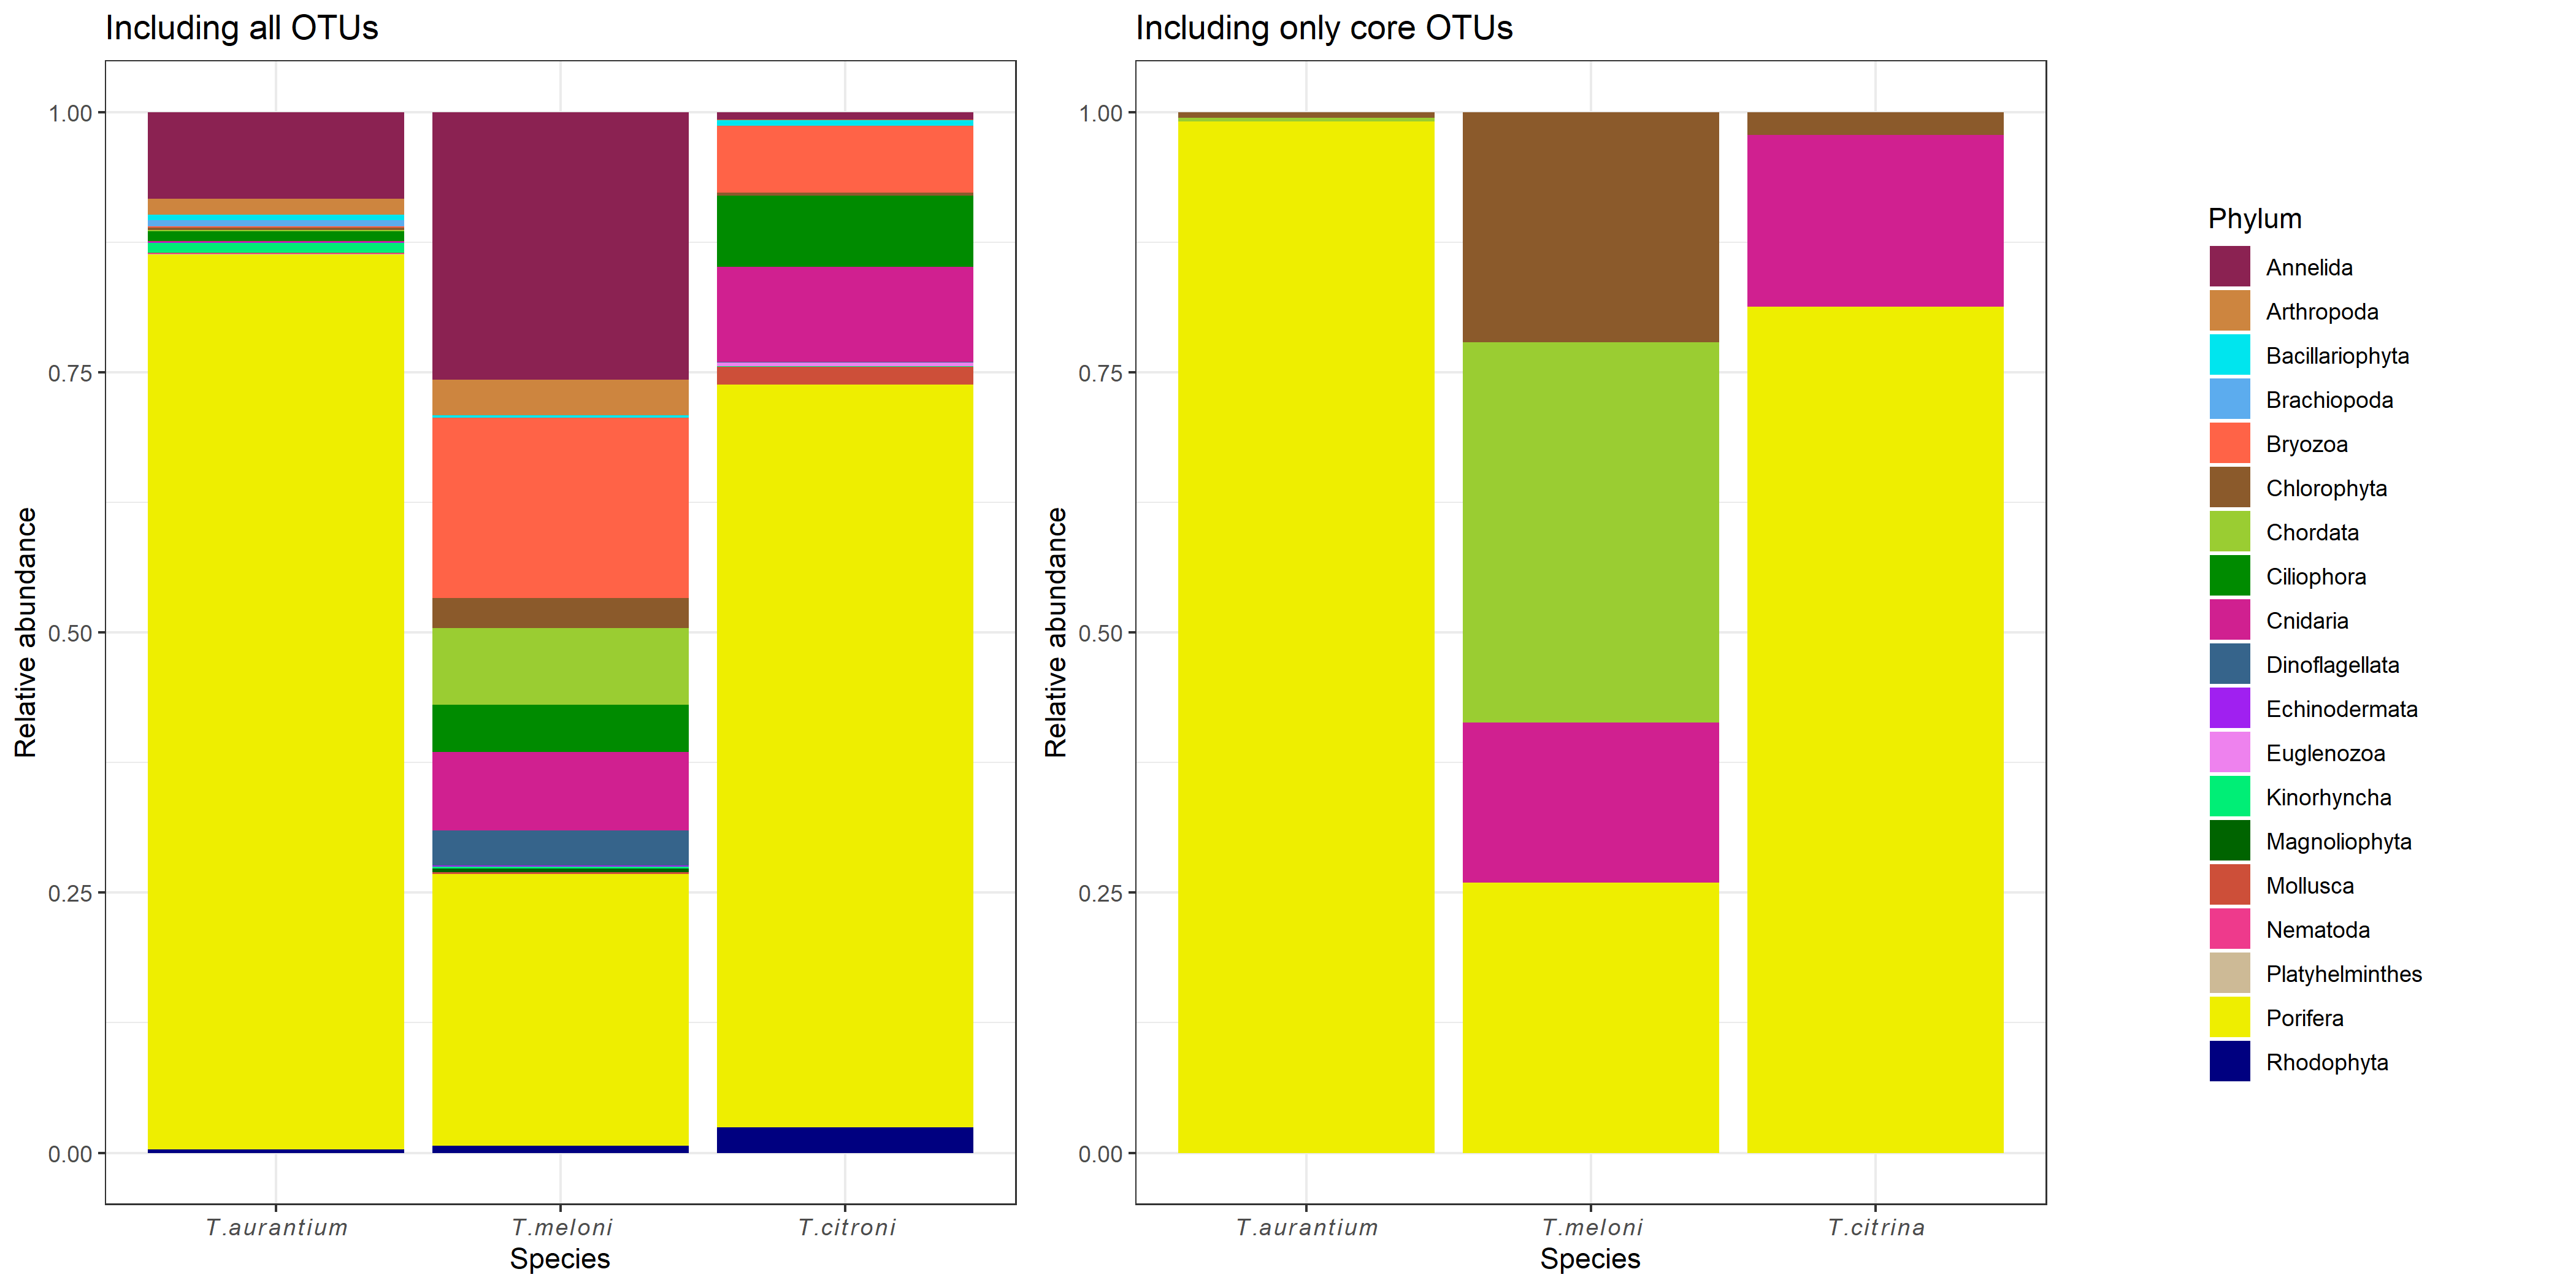 Including all OTUs
Relative abundance
1.00
0.75
0.50
0.25
0.00
T.aurantium
T.meloni
T.citroni
Species
Including only core OTUs
Relative abundance
1.00
0.75
0.50
0.25
0.00
T.aurantium
T.meloni
T.citrina
Species
Phylum
Annelida
Arthropoda
Bacillariophyta
Brachiopoda
Bryozoa
Chlorophyta
Chordata
Ciliophora
Cnidaria
Dinoflagellata
Echinodermata
Euglenozoa
Kinorhyncha
Magnoliophyta
Mollusca
Nematoda
Platyhelminthes
Porifera
Rhodophyta